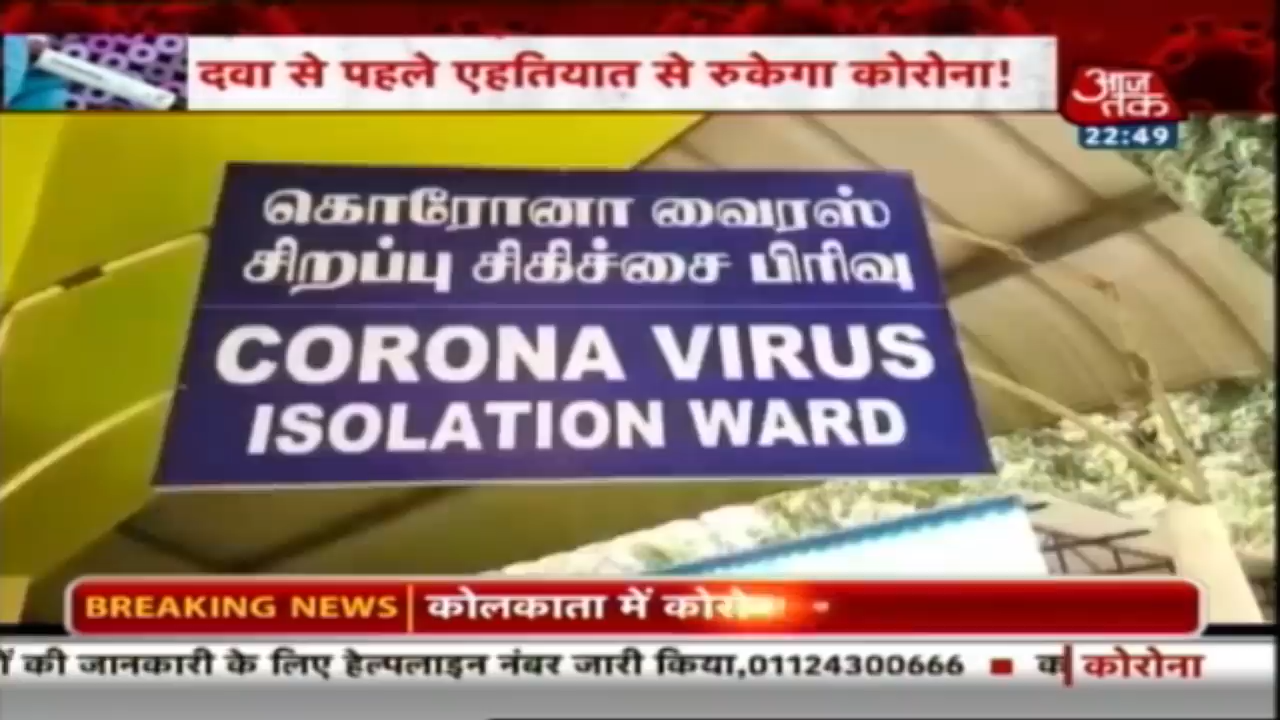 दवा से पहले एहतियात से रुकेगा कोरोना!
आज
तक
22:49
கொரோனா வைரஸ்
சிறப்பு சிகிச்சை பிரிவு
CORONA VIRUS
ISOLATION WARD
BREAKING NEWS कोलकाता में
की जानकारी के लिए हेल्पलाइन नंबर जारी किया,01124300666
कोरोना